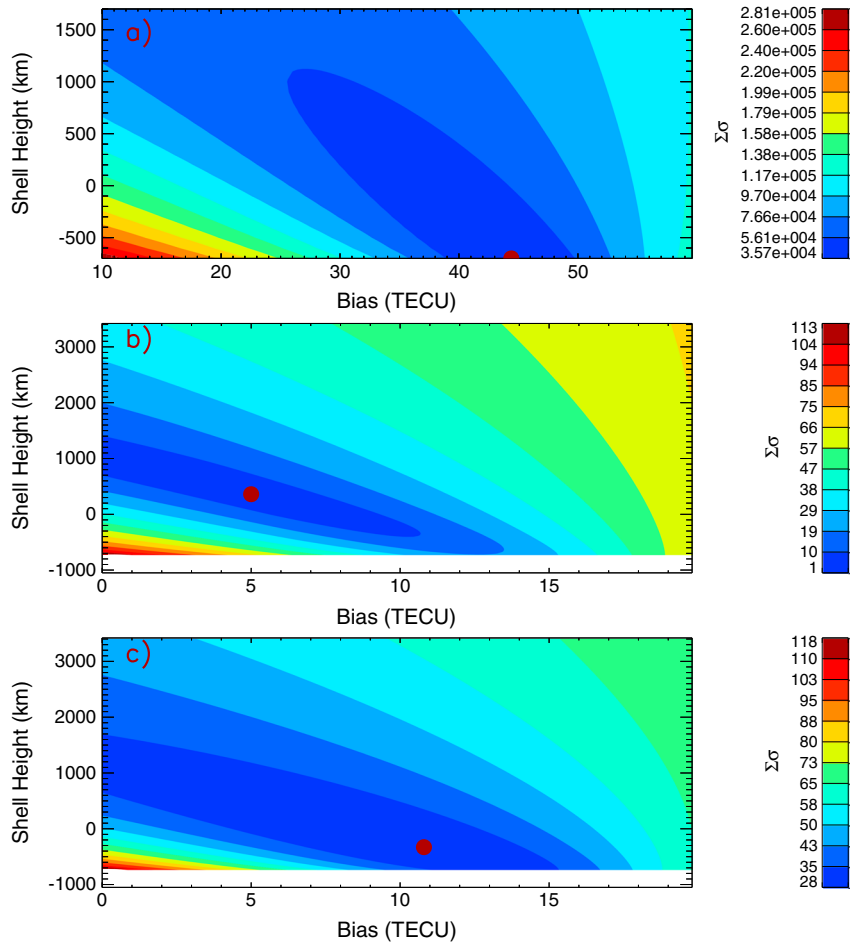 a)
1500
1000
500
0
-500
Shell Height (km)
10 20 30 40 50
Bias (TECU)
Σσ
2.81e+005
2.60e+005
2.40e+005
2.20e+005
1.99e+005
1.79e+005
1.58e+005
1.38e+005
1.17e+005
9.70e+004
7.66e+004
5.61e+004
3.57e+004
b)
3000
2000
1000
0
-1000
Shell Height (km)
0 5 10 15
Bias (TECU)
Σσ
113
104
94
85
75
66
57
47
38
29
19
10
1
c)
3000
2000
1000
0
-1000
Shell Height (km)
0 5 10 15
Bias (TECU)
Σσ
118
110
103
95
88
80
73
65
58
50
43
35
28